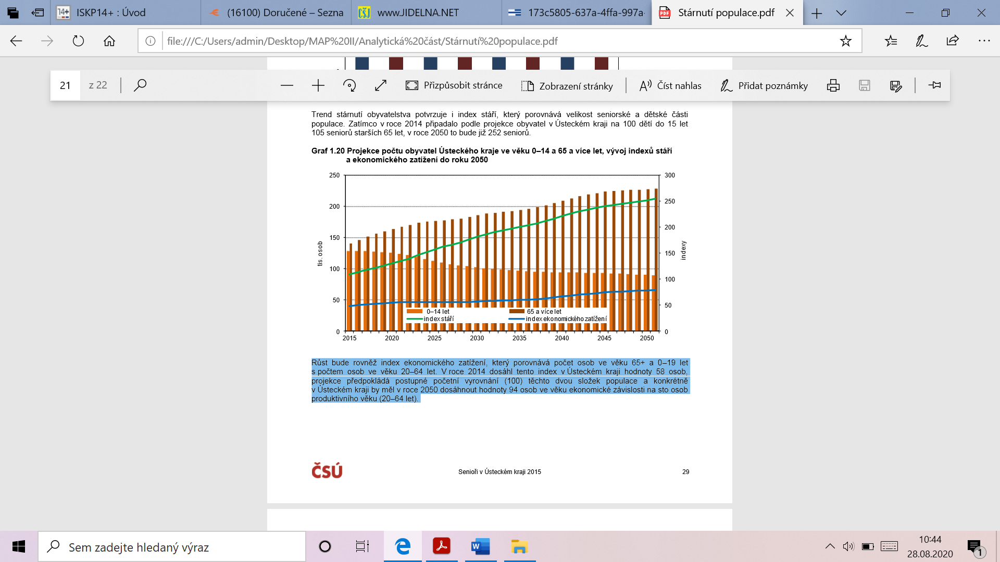 ISKP14+ : Úvod
(16100) Doručené – Sezna
www.JIDELNA.NET
173c5805-637a-4ffa-997a-
Stárnutí populace.pdf
file:///C:/Users/admin/Desktop/MAP%20II/Analytická%20část/Stárnutí%20populace.pdf
21 z 22
Přizpůsobit stránce
Zobrazení stránky
Číst nahlas
Přidat poznámky
Trend stárnutí obyvatelstva potvrzuje i index stáří, který porovnává velikost seniorské a dětské části
populace. Zatímco v roce 2014 připadalo podle projekce obyvatel v Ústeckém kraji na 100 dětí do 15 let
105 seniorů starších 65 let, v roce 2050 to bude již 252 seniorů.
Graf 1.20 Projekce počtu obyvatel Ústeckého kraje ve věku 0–14 a 65 a více let, vývoj indexů stáří
a ekonomického zatížení do roku 2050
250
200
150
100
50
0
tis. osob
300
250
200
150
100
50
0
indexy
0–14 let
65 a více let
index stáří
index ekonomického zatížení
2015 2020 2025 2030 2035 2040 2045 2050
Růst bude rovněž index ekonomického zatížení, který porovnává počet osob ve věku 65+ a 0–19 let
s počtem osob ve věku 20–64 let. V roce 2014 dosáhl tento index v Ústeckém kraji hodnoty 58 osob,
projekce předpokládá postupné početní vyrovnání (100) těchto dvou složek populace a konkrétně
v Ústeckém kraji by měl v roce 2050 dosáhnout hodnoty 94 osob ve věku ekonomické závislosti na sto osob
produktivního věku (20–64 let).
ČSÚ
Senioři v Ústeckém kraji 2015
29
Sem zadejte hledaný výraz
10:44
28.08.2020
1